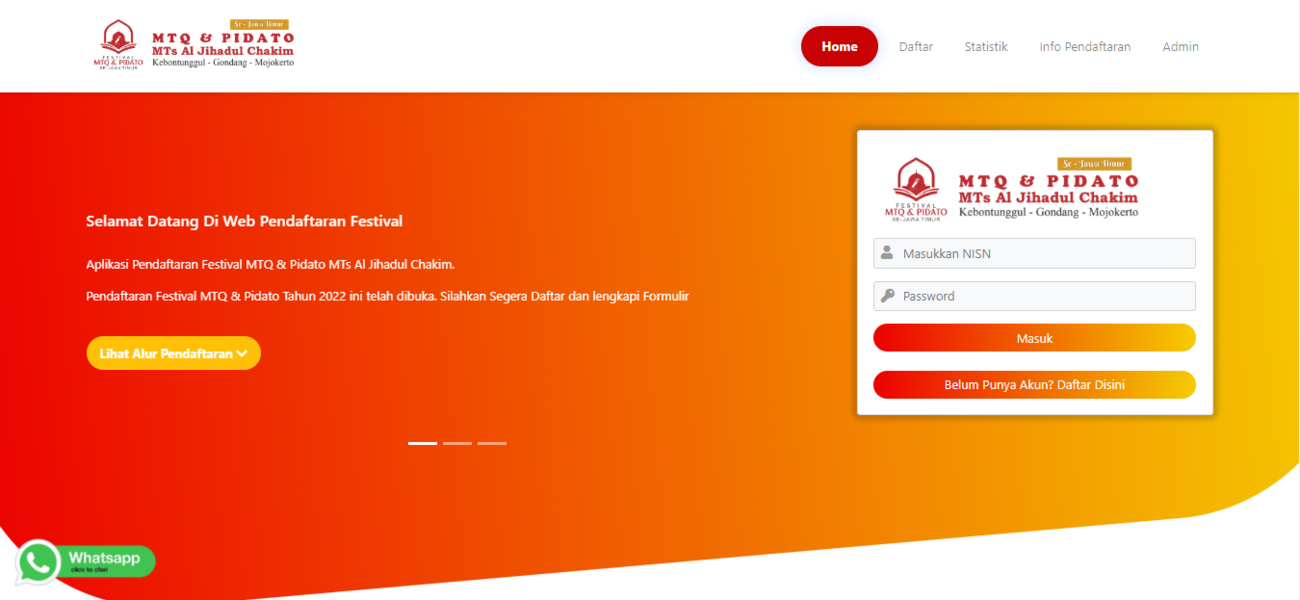 Se - Jawa Timur
MTQ & PIDATO
MTs Al Jihadul Chakim
Kebontunggul - Gondang - Mojokerto
FESTIVAL
MTQ & PIDATO
SE-JAWA TIMUR
Home
Daftar
Statistik
Info Pendaftaran
Admin
Selamat Datang Di Web Pendaftaran Festival
Aplikasi Pendaftaran Festival MTQ & Pidato MTs Al Jihadul Chakim.
Pendaftaran Festival MTQ & Pidato Tahun 2022 ini telah dibuka. Silahkan Segera Daftar dan lengkapi Formulir
Lihat Alur Pendaftaran
Se - Jawa Timur
MTQ & PIDATO
MTs Al Jihadul Chakim
Kebontunggul - Gondang - Mojokerto
FESTIVAL
MTQ & PIDATO
SE-JAWA TIMUR
Masukkan NISN
Password
Masuk
Belum Punya Akun? Daftar Disini
Whatsapp
click to chat